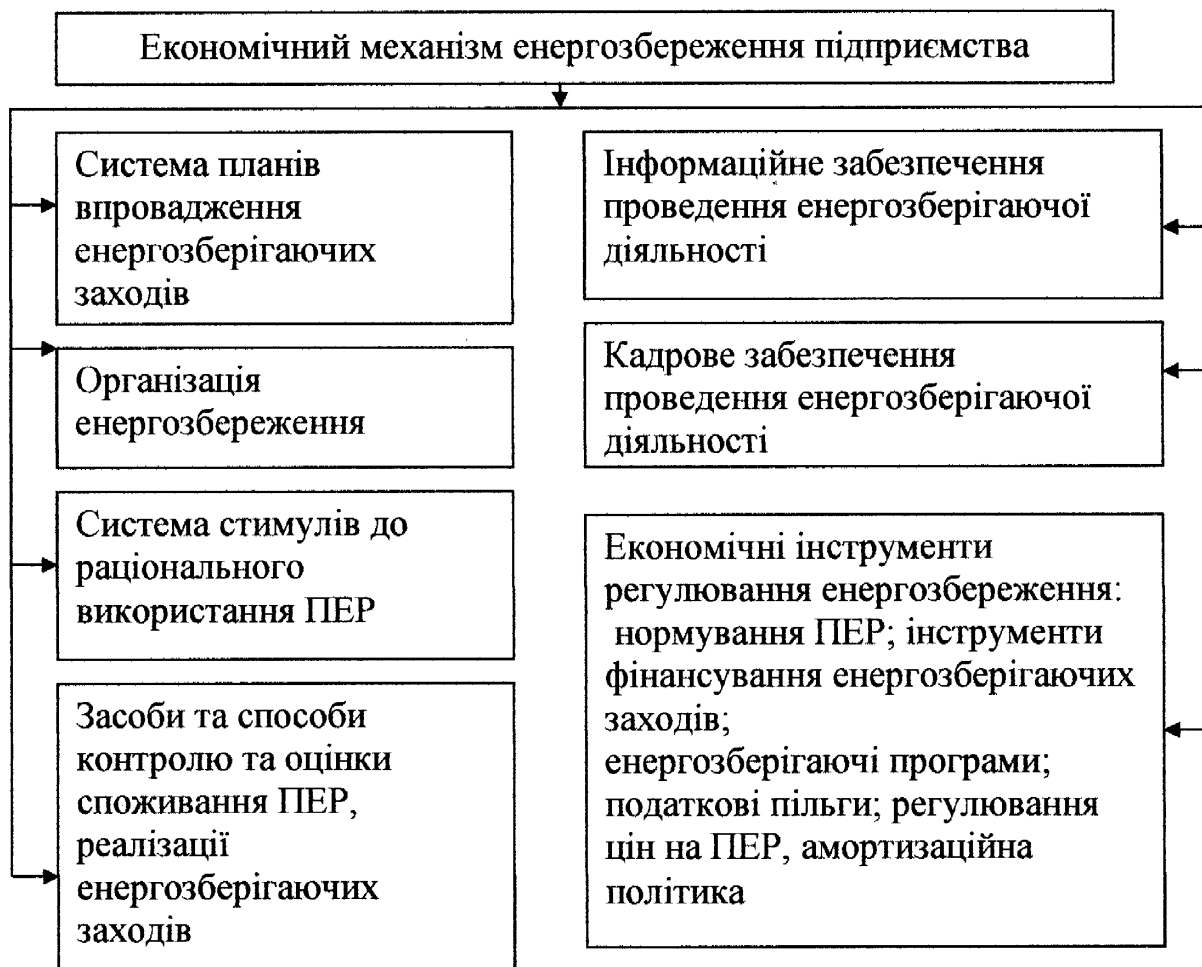 Економічний механізм енергозбереження підприємства
Система планів
впровадження
енергозберігаючих
заходів
Організація
енергозбереження
Система стимулів до
раціонального
використання ПЕР
Засоби та способи
контролю та оцінки
споживання ПЕР,
реалізації
енергозберігаючих
заходів
Інформаційне забезпечення
проведення енергозберігаючої
діяльності
Кадрове забезпечення
проведення енергозберігаючої
діяльності
Економічні інструменти
регулювання енергозбереження:
нормування ПЕР; інструменти
фінансування енергозберігаючих
заходів;
енергозберігаючі програми;
податкові пільги; регулювання
цін на ПЕР, амортизаційна
політика